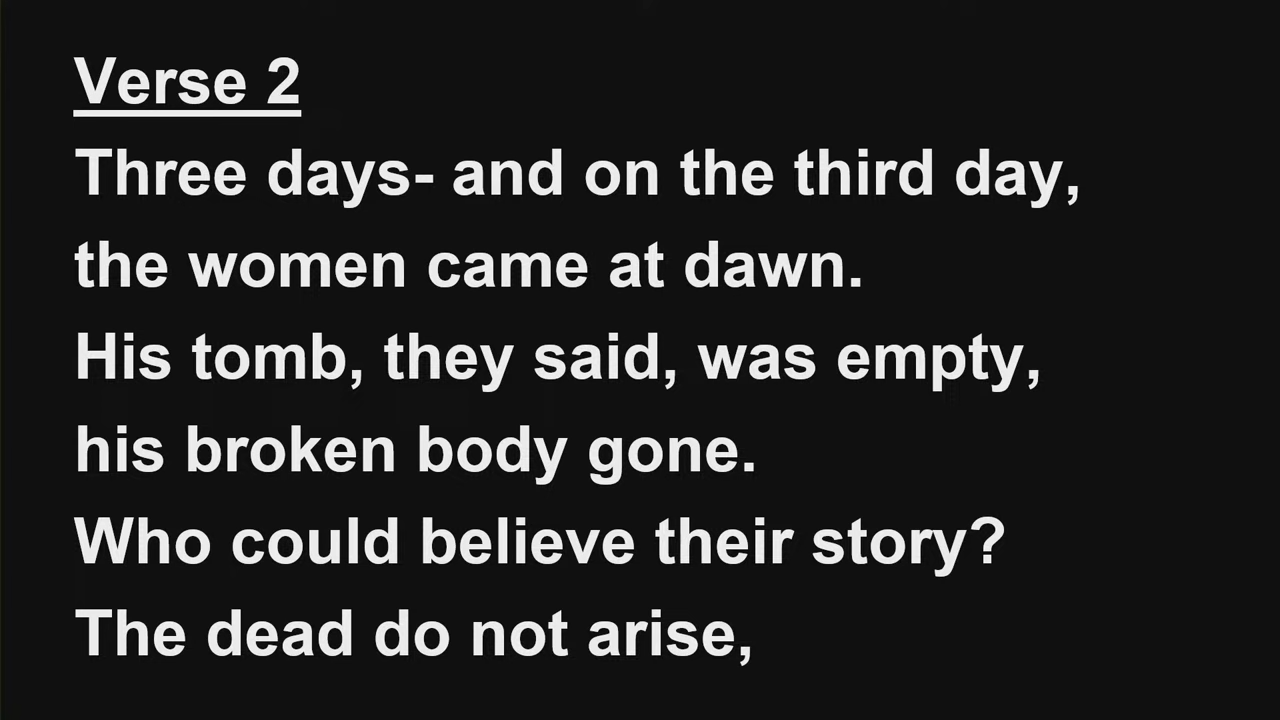 Verse 2
Three days- and on the third day,
the women came at dawn.
His tomb, they said, was empty,
his broken body gone.
Who could believe their story?
The dead do not arise,